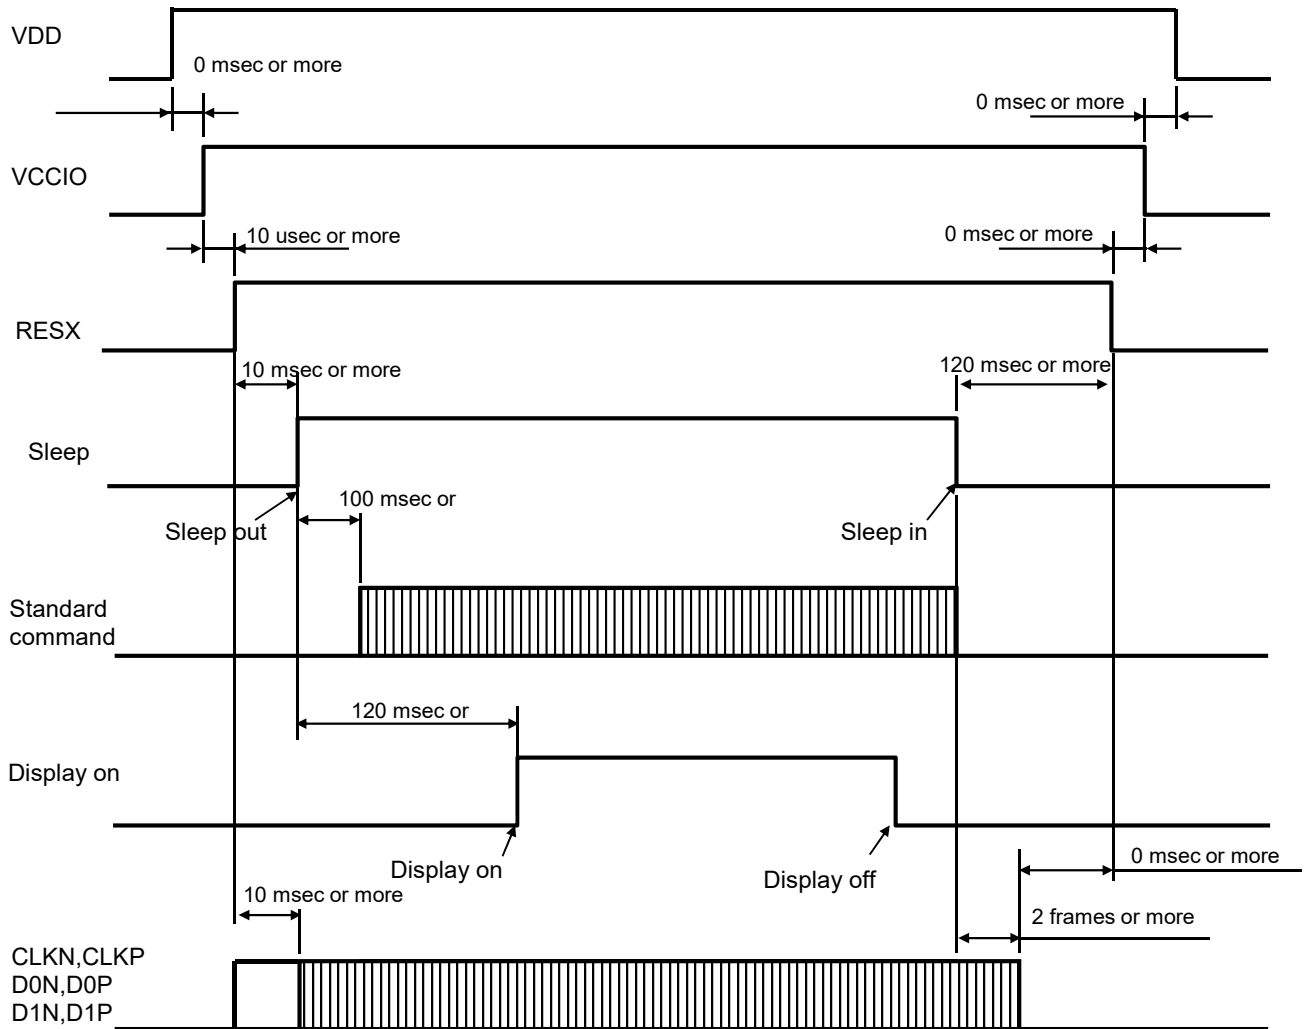 VDD
0 msec or more
0 msec or more
VCCIO
10 usec or more
0 msec or more
RESX
10 msec or more
120 msec or more
Sleep
100 msec or
Sleep out
Sleep in
Standard
command
120 msec or
Display on
Display on
Display off
0 msec or more
10 msec or more
2 frames or more
CLKN,CLKP
D0N,D0P
D1N,D1P